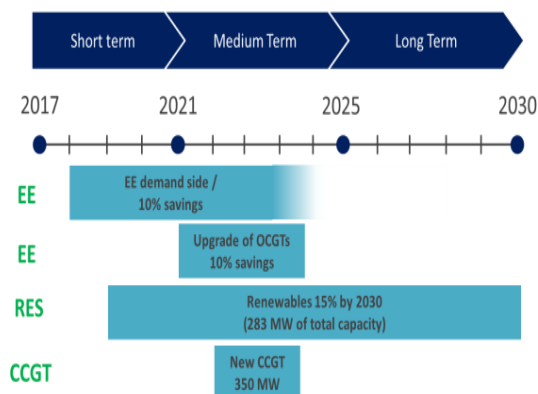 Short term
Medium Term
Long Term
2017
2021
2025
2030
EE
EE demand side /
10% savings
EE
Upgrade of OCGTs
10% savings
RES
Renewables 15% by 2030
(283 MW of total capacity)
CCGT
New CCGT
350 MW